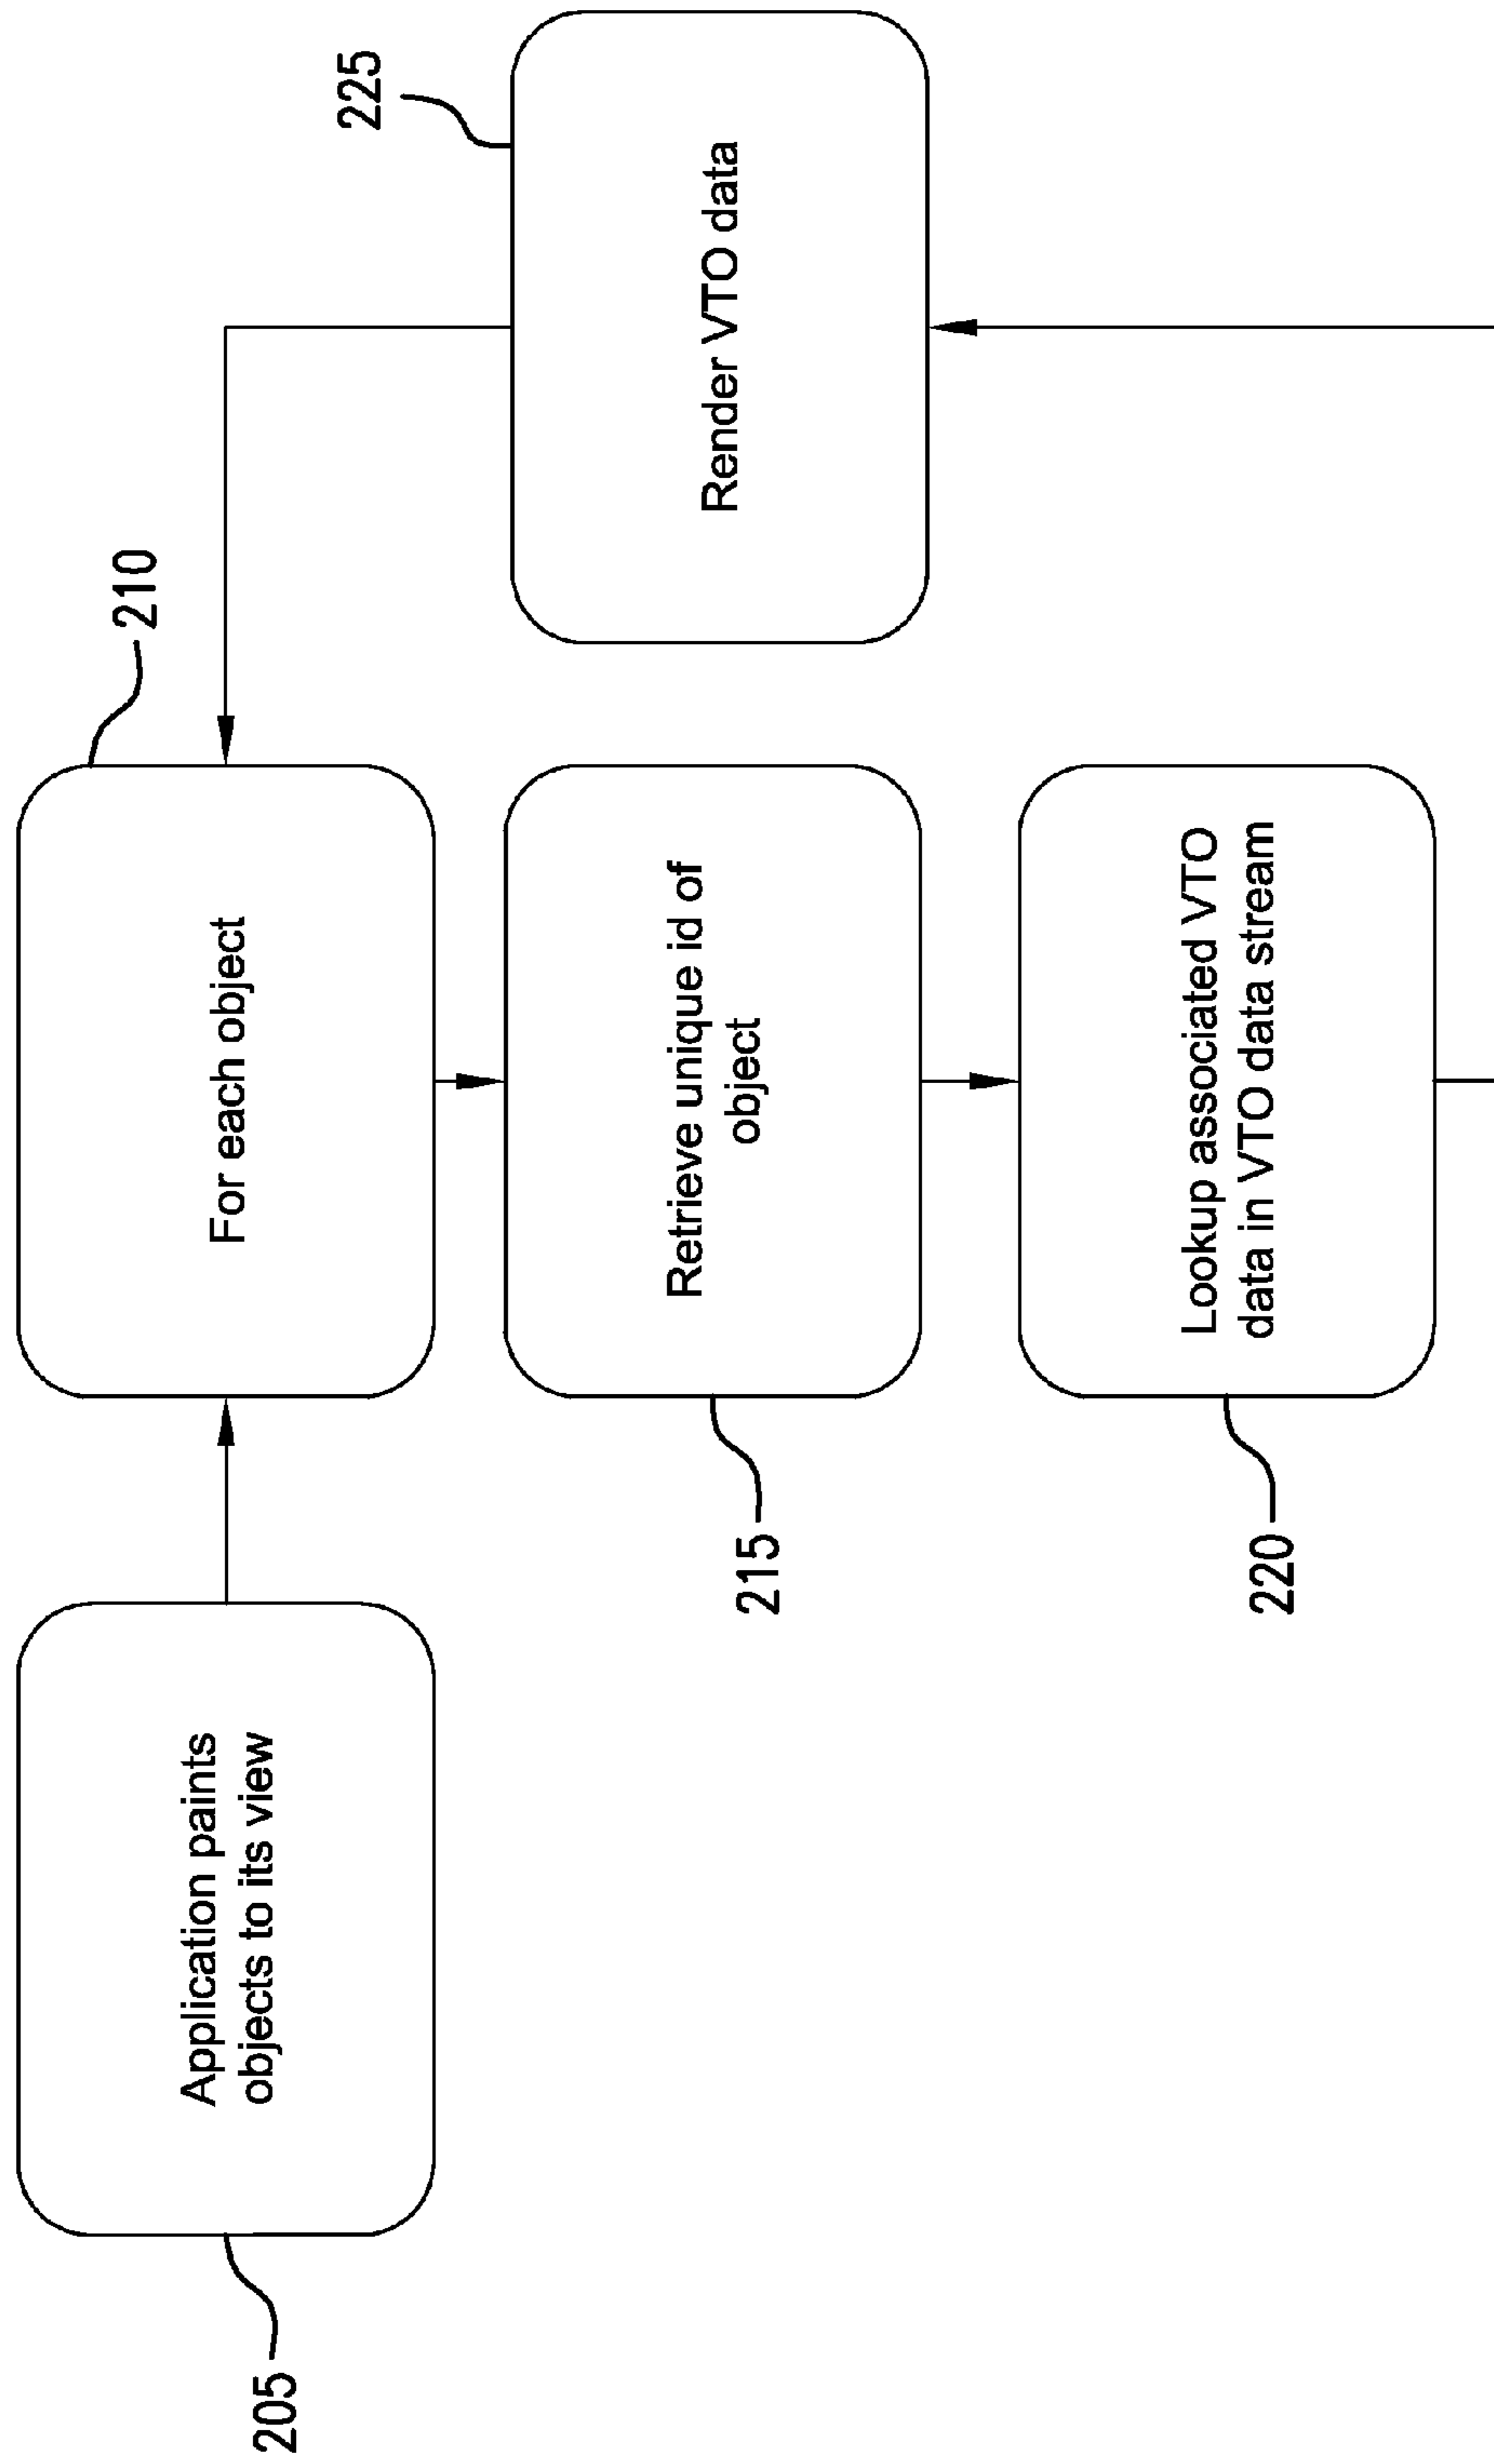 205
Application paints
objects to its view
210
For each object
215
Retrieve unique id of
object
220
Lookup associated VTO
data in VTO data stream
225
Render VTO data